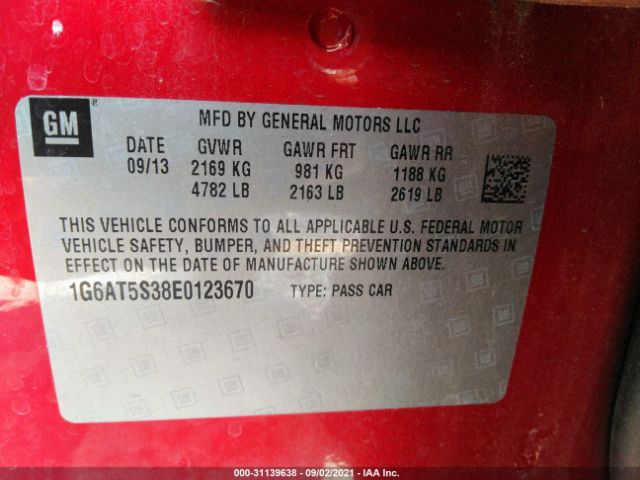 GM ®
MFD BY GENERAL MOTORS LLC
DATE GVWR GAWR FRT GAWR RR
09/13 2169 KG 981 KG 1188 KG
4782 LB 2163 LB 2619 LB
THIS VEHICLE CONFORMS TO ALL APPLICABLE U.S. FEDERAL MOTOR
VEHICLE SAFETY, BUMPER, AND THEFT PREVENTION STANDARDS IN
EFFECT ON THE DATE OF MANUFACTURE SHOWN ABOVE.
1G6AT5S38E0123670 TYPE: PASS CAR
000-31139638 - 09/02/2021 - IAA Inc.